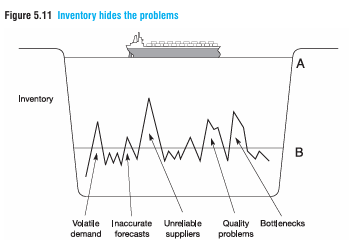 Figure 5.11 Inventory hides the problems
A
Inventory
B
Volatile demand
Inaccurate forecasts
Unreliable suppliers
Quality problems
Bottlenecks